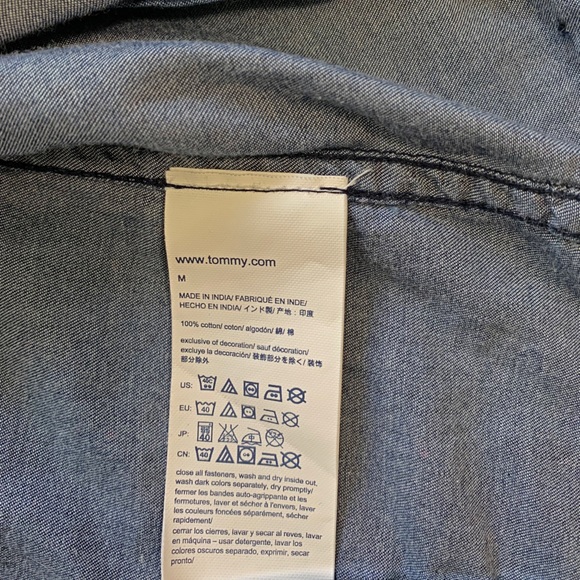 www.tommy.com
M
MADE IN INDIA/ FABRIQUÉ EN INDE/
HECHO EN INDIA/ インド製/ 产地：印度
100% cotton/ coton/ algodón/ 綿/ 棉
exclusive of decoration/ sauf décoration/
excluye la decoración/ 装飾部分を除く/ 装饰
部分除外
US:
EU: 40
JP: 40
CN: 40
close all fasteners, wash and dry inside out,
wash dark colors separately, dry promptly/
fermer les bandes auto-agrippante et les
fermetures, laver et sécher à l'envers, laver
les couleurs foncées séparément, sécher
rapidement/
cerrar los cierres, lavar y secar al reves, lavar
en máquina – usar detergente, lavar los
colores oscuros separado, exprimir, secar
pronto/